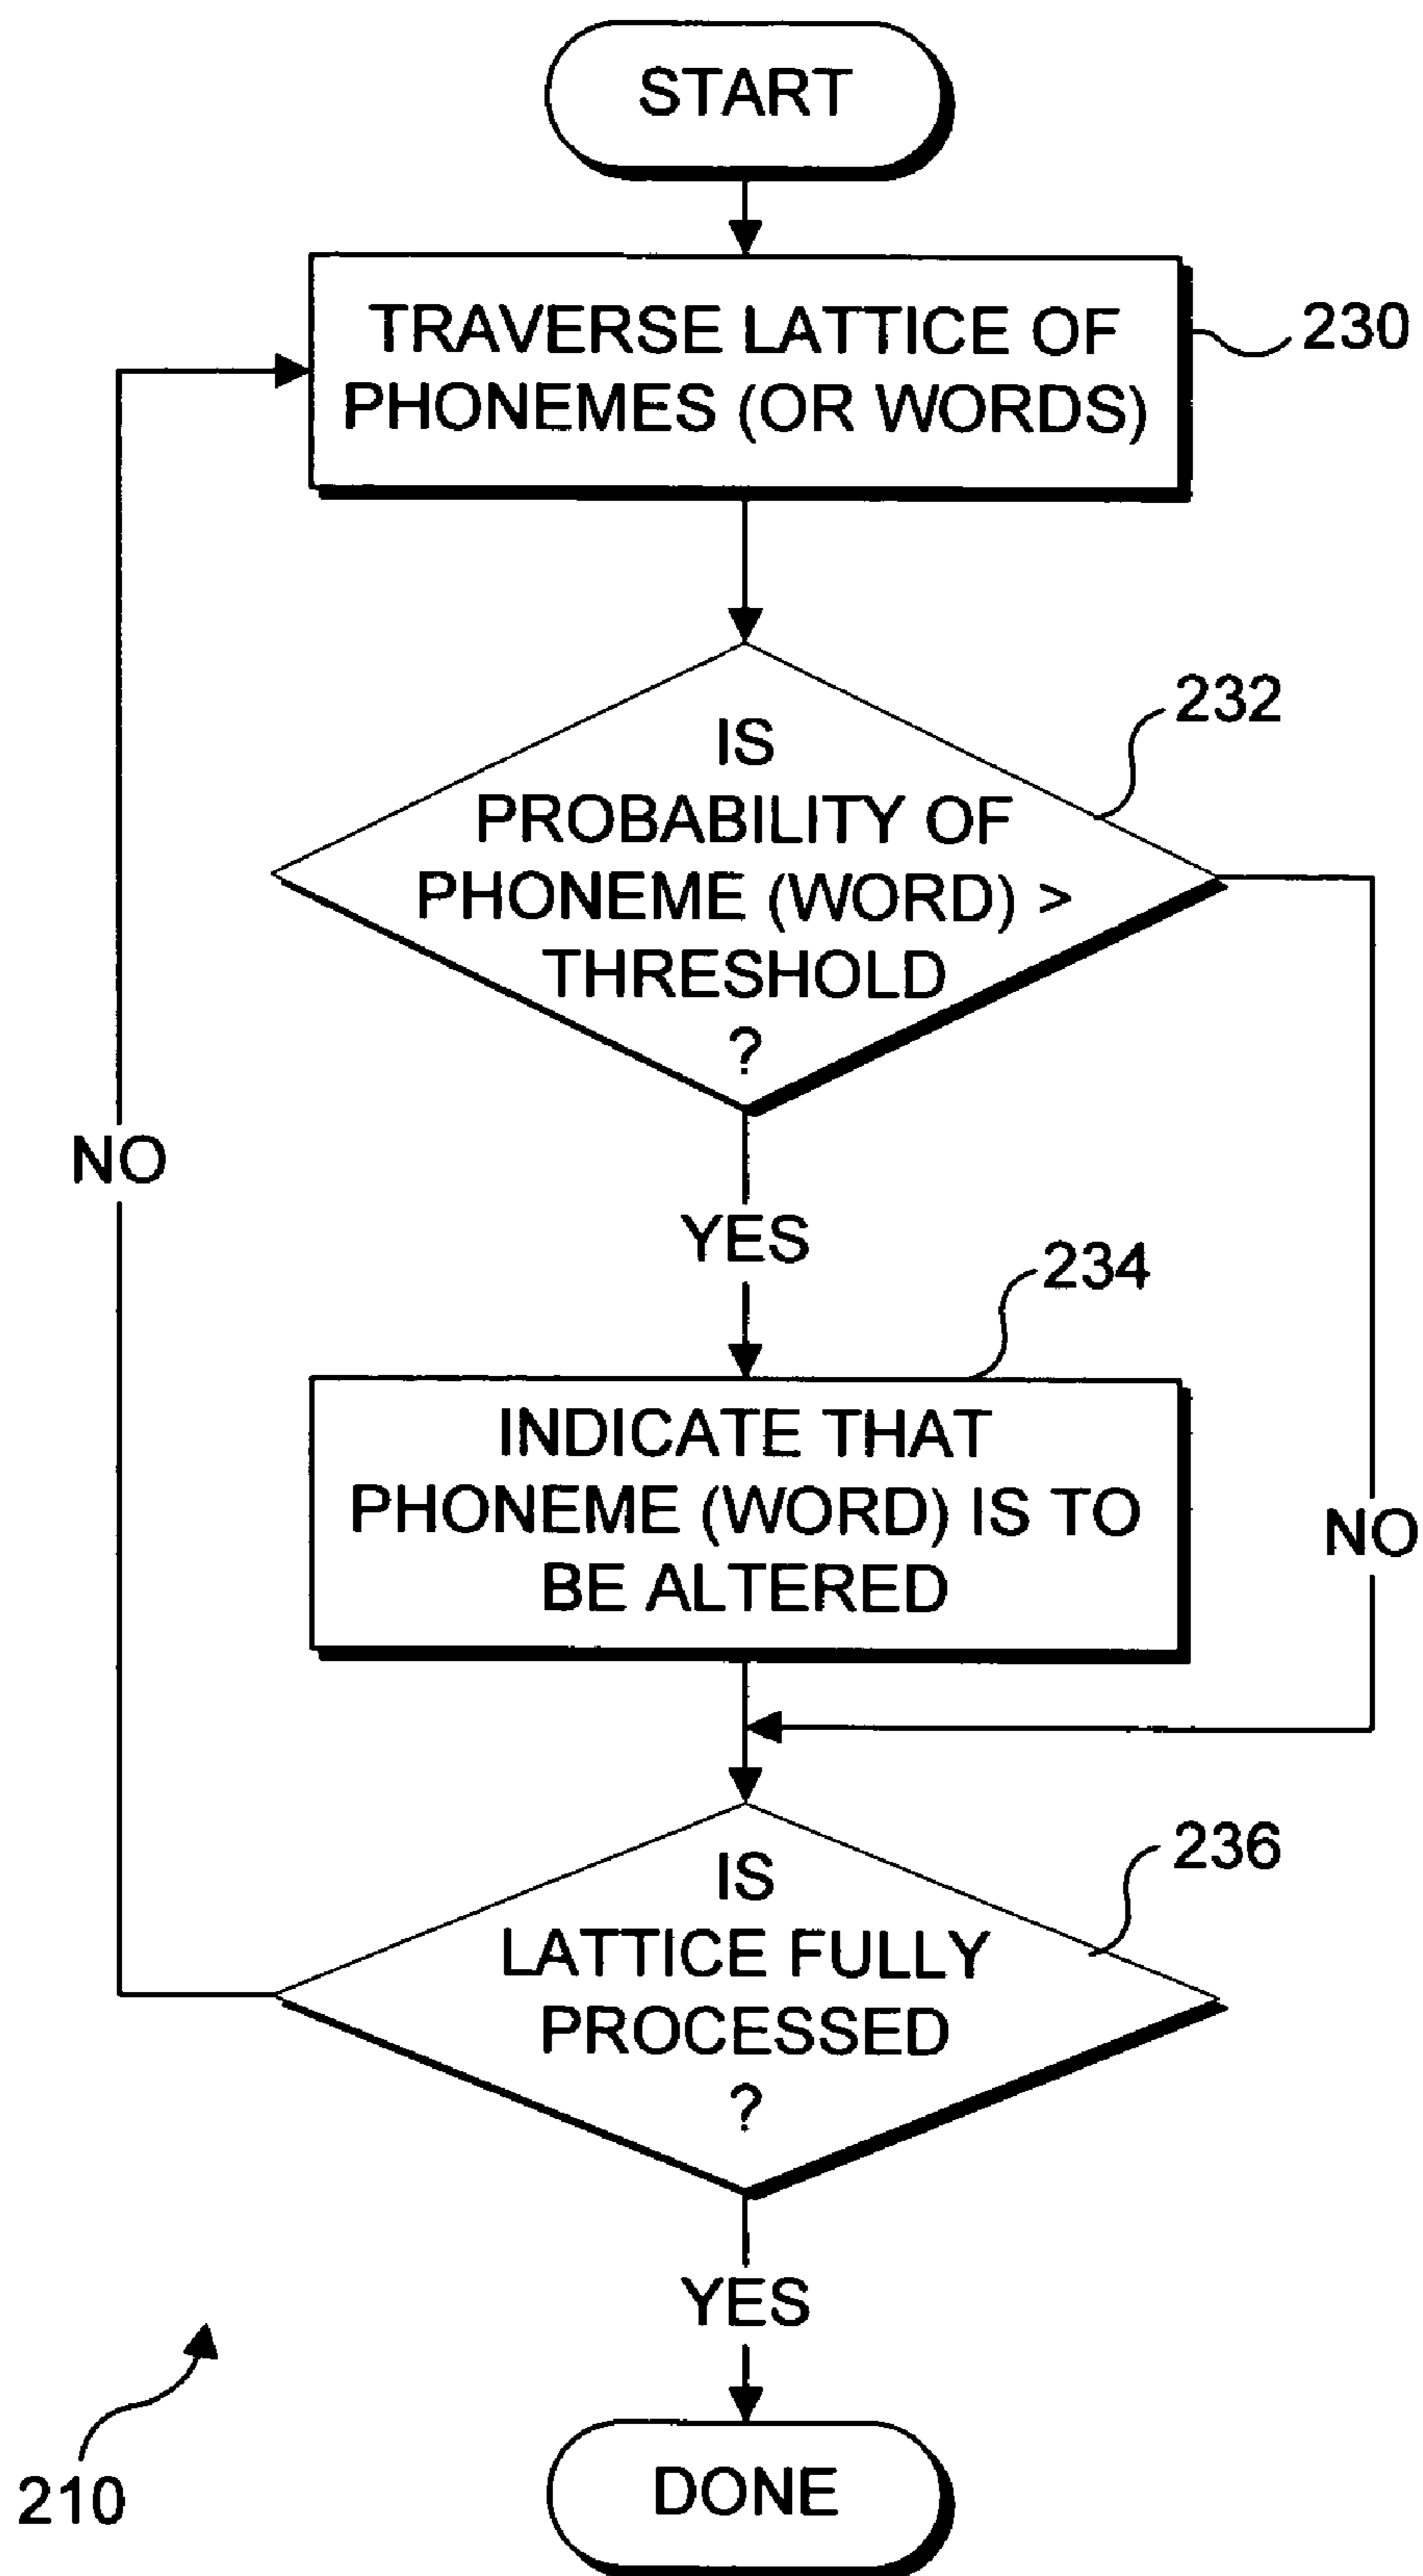 START
TRAVERSE LATTICE OF
PHONEMES (OR WORDS)
230
232
IS
PROBABILITY OF
PHONEME (WORD) >
THRESHOLD
?
NO
YES
234
INDICATE THAT
PHONEME (WORD) IS TO
BE ALTERED
NO
236
IS
LATTICE FULLY
PROCESSED
?
YES
210
DONE